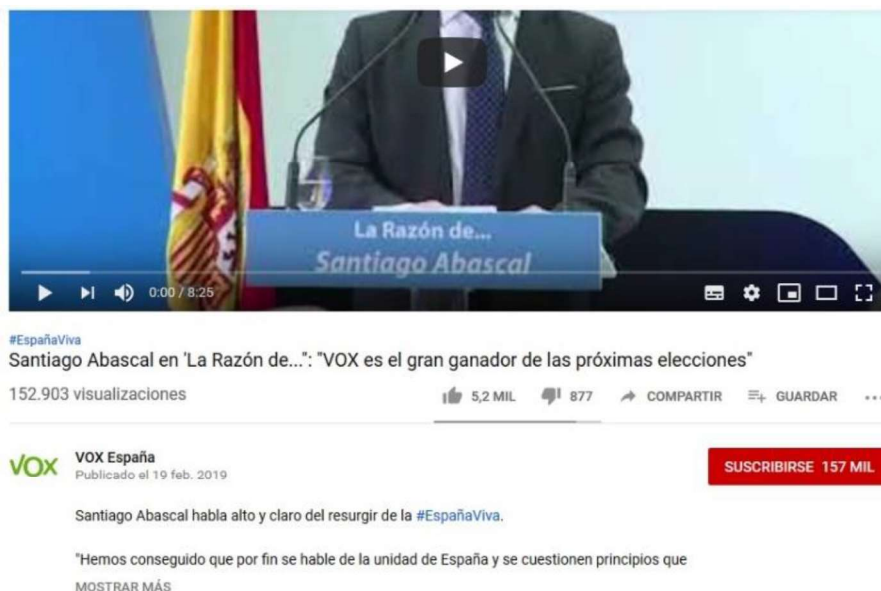 La Razón de...
Santiago Abascal
0:00 / 8:25
#EspañaViva
Santiago Abascal en 'La Razón de...": "VOX es el gran ganador de las próximas elecciones"
152.903 visualizaciones
5,2 MIL 877 COMPARTIR GUARDAR
VOX VOX España
Publicado el 19 feb. 2019
SUSCRIBIRSE 157 MIL
Santiago Abascal habla alto y claro del resurgir de la #EspañaViva.
"Hemos conseguido que por fin se hable de la unidad de España y se cuestionen principios que
MOSTRAR MÁS